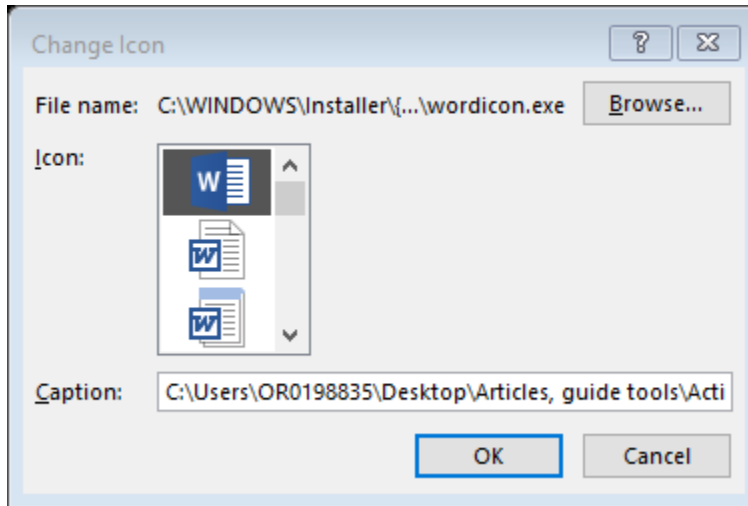 Change Icon
File name: C:\WINDOWS\Installer\{...\wordicon.exe Browse...
Icon:
W
W
W
Caption: C:\Users\OR0198835\Desktop\Articles, guide tools\Acti
OK Cancel